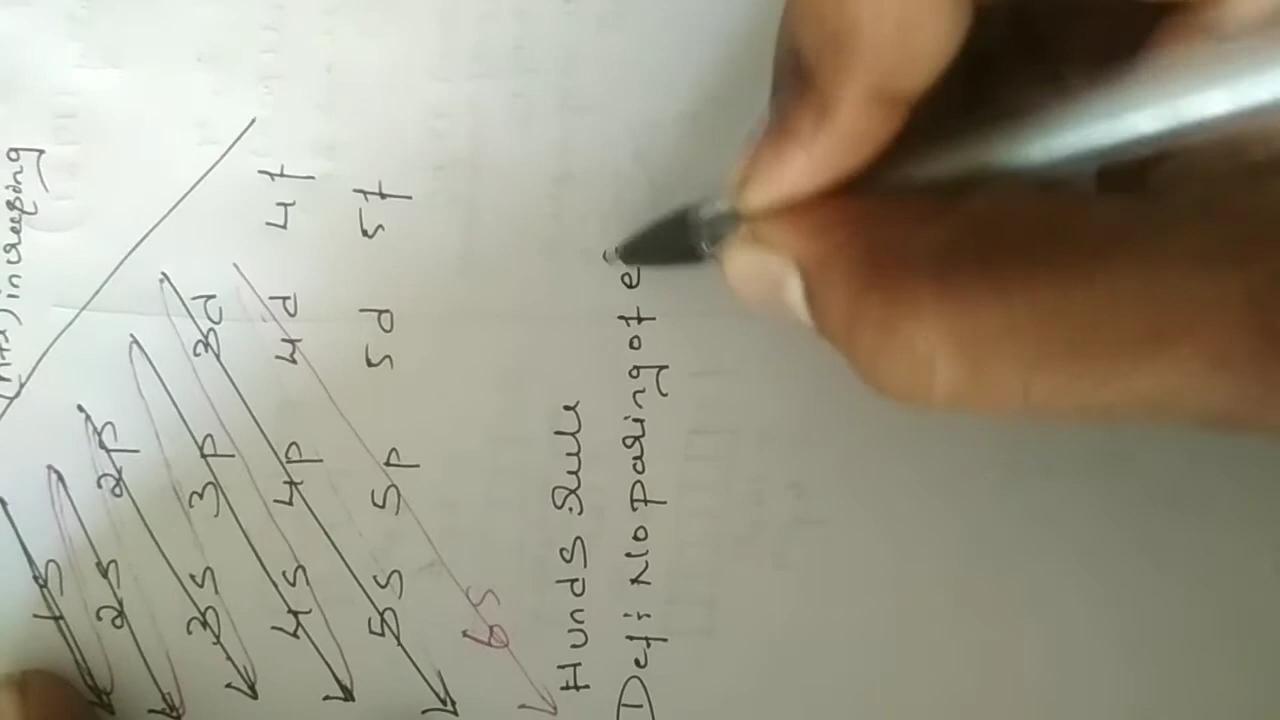 ) increasing
1s
2s 2p
3s 3p 3d
4s 4p 4d 4f
5s 5p 5d 5f
6s
Hunds rule
Def: No paring of e